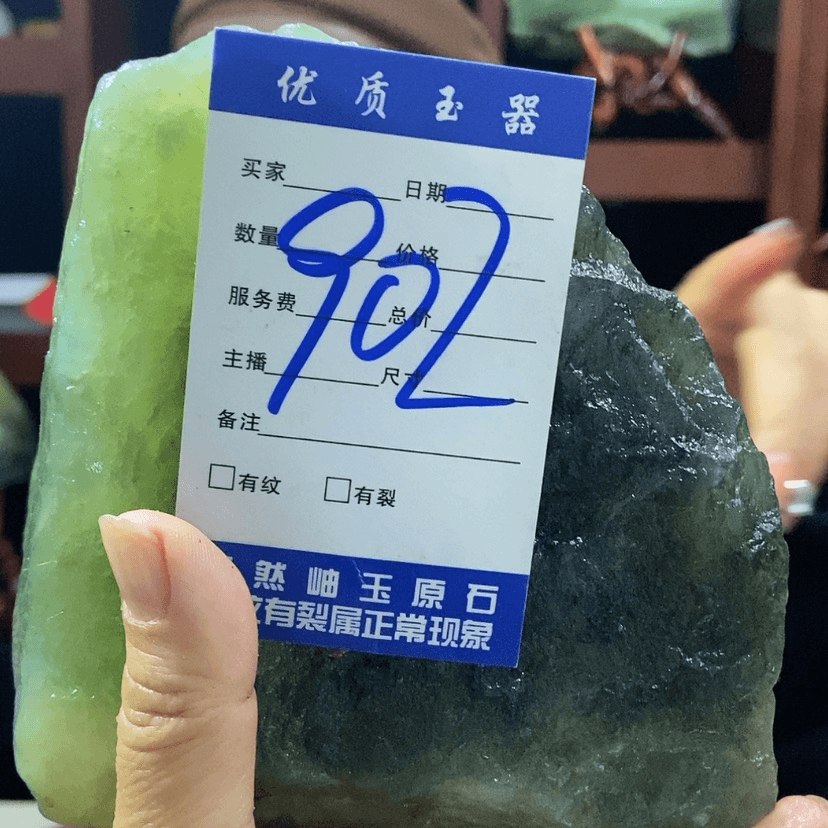 优质玉器
买家 日期
数量 价格
服务费 总价
主播 尺寸
902
备注
□有纹 □有裂
然岫玉原石
有裂属正常现象